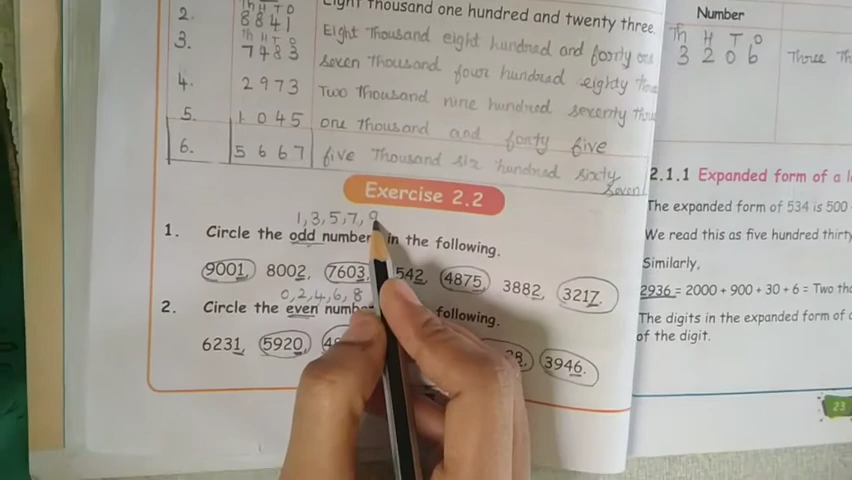 Eight thousand one hundred and twenty three.
2. Th H T O
8841 Eight Thousand eight hundred and foorty one
3. Th H T O
7483 seven thousand four hundred eighty
4. 2973 Two thousand nine hundred seventy
5. 1045 one thousand and forty five
6. 5667 five thousand six hundred sixty seven
Exercise 2.2
1,3,5,7,9
1. Circle the odd number in the following.
9001, 8002, 7603, 542, 4875, 3882, 3217.
0,2,4,6,8
2. Circle the even following.
6231, 5920, 3946.
Number
Th H T O
3 2 0 6 Three
2.1.1 Expanded form of a
The expanded form of 534 is 500
We read this as five hundred
Similarly,
2936 = 2000 + 900 + 30 + 6 = Two
The digits in the expanded form of
of the digit.
23